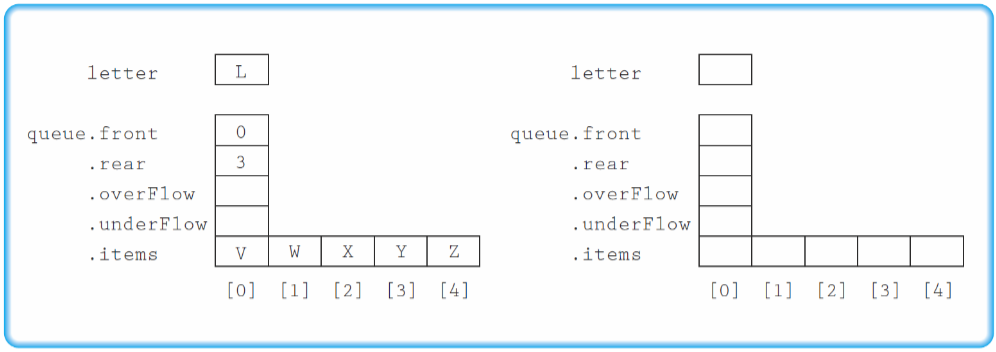 letter L letter
queue.front 0 queue.front
.rear 3 .rear
.overFlow .overFlow
.underFlow .underFlow
.items V W X Y Z .items
[0] [1] [2] [3] [4] [0] [1] [2] [3] [4]